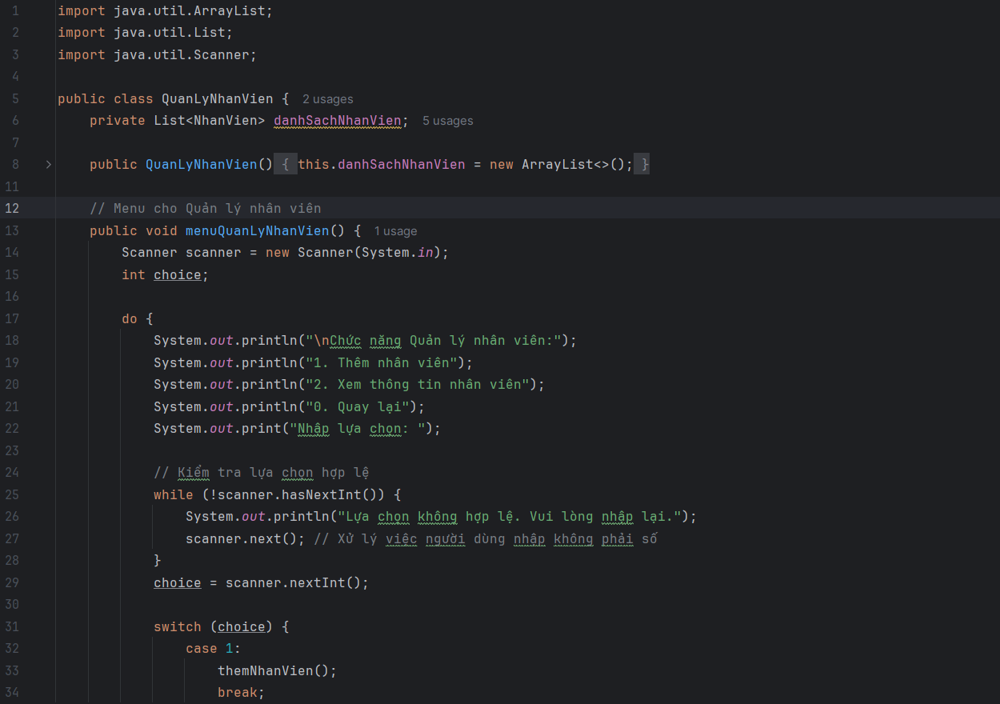 1 import java.util.ArrayList;
2 import java.util.List;
3 import java.util.Scanner;
4
5 public class QuanLyNhanVien { 2 usages
6     private List<NhanVien> danhSachNhanVien; 5 usages
7
8     public QuanLyNhanVien() { this.danhSachNhanVien = new ArrayList<>(); }
11
12     // Menu cho Quản lý nhân viên
13     public void menuQuanLyNhanVien() { 1 usage
14         Scanner scanner = new Scanner(System.in);
15         int choice;
16
17         do {
18             System.out.println("\nChức năng Quản lý nhân viên:");
19             System.out.println("1. Thêm nhân viên");
20             System.out.println("2. Xem thông tin nhân viên");
21             System.out.println("0. Quay lại");
22             System.out.print("Nhập lựa chọn: ");
23
24             // Kiểm tra lựa chọn hợp lệ
25             while (!scanner.hasNextInt()) {
26                 System.out.println("Lựa chọn không hợp lệ. Vui lòng nhập lại.");
27                 scanner.next(); // Xử lý việc người dùng nhập không phải số
28             }
29             choice = scanner.nextInt();
30
31             switch (choice) {
32                 case 1:
33                     themNhanVien();
34                     break;